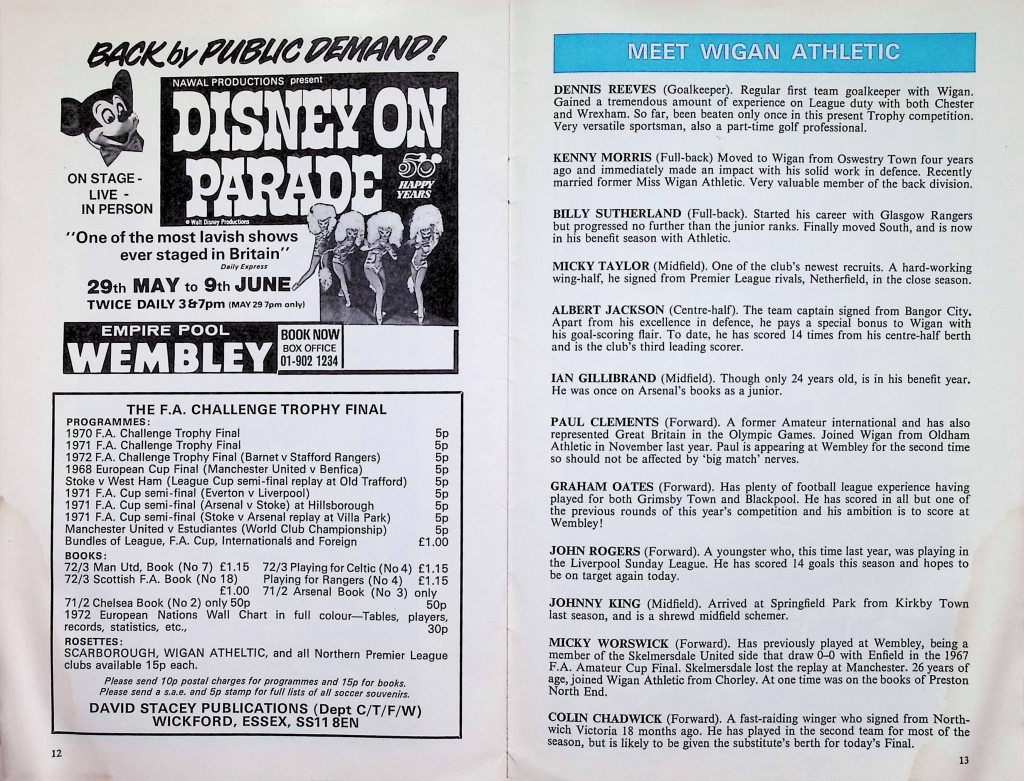 BACK by PUBLIC DEMAND!
NAWAL PRODUCTIONS present
DISNEY ON
PARADE
50
HAPPY
YEARS
© Walt Disney Productions
ON STAGE -
LIVE -
IN PERSON
"One of the most lavish shows
ever staged in Britain"
Daily Express
29th MAY to 9th JUNE
TWICE DAILY 3&7pm (MAY 29 7pm only)
EMPIRE POOL
WEMBLEY
BOOK NOW
BOX OFFICE
01-902 1234
THE F.A. CHALLENGE TROPHY FINAL
PROGRAMMES:
1970 F.A. Challenge Trophy Final 5p
1971 F.A. Challenge Trophy Final 5p
1972 F.A. Challenge Trophy Final (Barnet v Stafford Rangers) 5p
1968 European Cup Final (Manchester United v Benfica) 5p
Stoke v West Ham (League Cup semi-final replay at Old Trafford) 5p
1971 F.A. Cup semi-final (Everton v Liverpool) 5p
1971 F.A. Cup semi-final (Arsenal v Stoke) at Hillsborough 5p
1971 F.A. Cup semi-final (Stoke v Arsenal replay at Villa Park) 5p
Manchester United v Estudiantes (World Club Championship) 5p
Bundles of League, F.A. Cup, Internationals and Foreign £1.00
BOOKS:
72/3 Man Utd, Book (No 7) £1.15 72/3 Playing for Celtic (No 4) £1.15
72/3 Scottish F.A. Book (No 18) Playing for Rangers (No 4) £1.15
£1.00 71/2 Arsenal Book (No 3) only
71/2 Chelsea Book (No 2) only 50p 50p
1972 European Nations Wall Chart in full colour—Tables, players,
records, statistics, etc., 30p
ROSETTES:
SCARBOROUGH, WIGAN ATHELTIC, and all Northern Premier League
clubs available 15p each.
Please send 10p postal charges for programmes and 15p for books.
Please send a s.a.e. and 5p stamp for full lists of all soccer souvenirs.
DAVID STACEY PUBLICATIONS (Dept C/T/F/W)
WICKFORD, ESSEX, SS11 8EN
12
MEET WIGAN ATHLETIC
DENNIS REEVES (Goalkeeper). Regular first team goalkeeper with Wigan.
Gained a tremendous amount of experience on League duty with both Chester
and Wrexham. So far, been beaten only once in this present Trophy competition.
Very versatile sportsman, also a part-time golf professional.
KENNY MORRIS (Full-back) Moved to Wigan from Oswestry Town four years
ago and immediately made an impact with his solid work in defence. Recently
married former Miss Wigan Athletic. Very valuable member of the back division.
BILLY SUTHERLAND (Full-back). Started his career with Glasgow Rangers
but progressed no further than the junior ranks. Finally moved South, and is now
in his benefit season with Athletic.
MICKY TAYLOR (Midfield). One of the club's newest recruits. A hard-working
wing-half, he signed from Premier League rivals, Netherfield, in the close season.
ALBERT JACKSON (Centre-half). The team captain signed from Bangor City.
Apart from his excellence in defence, he pays a special bonus to Wigan with
his goal-scoring flair. To date, he has scored 14 times from his centre-half berth
and is the club's third leading scorer.
IAN GILLIBRAND (Midfield). Though only 24 years old, is in his benefit year.
He was once on Arsenal's books as a junior.
PAUL CLEMENTS (Forward). A former Amateur international and has also
represented Great Britain in the Olympic Games. Joined Wigan from Oldham
Athletic in November last year. Paul is appearing at Wembley for the second time
so should not be affected by 'big match' nerves.
GRAHAM OATES (Forward). Has plenty of football league experience having
played for both Grimsby Town and Blackpool. He has scored in all but one of
the previous rounds of this year's competition and his ambition is to score at
Wembley!
JOHN ROGERS (Forward). A youngster who, this time last year, was playing in
the Liverpool Sunday League. He has scored 14 goals this season and hopes to
be on target again today.
JOHNNY KING (Midfield). Arrived at Springfield Park from Kirkby Town
last season, and is a shrewd midfield schemer.
MICKY WORSWICK (Forward). Has previously played at Wembley, being a
member of the Skelmersdale United side that draw 0–0 with Enfield in the 1967
F.A. Amateur Cup Final. Skelmersdale lost the replay at Manchester. 26 years of
age, joined Wigan Athletic from Chorley. At one time was on the books of Preston
North End.
COLIN CHADWICK (Forward). A fast-raiding winger who signed from North-
wich Victoria 18 months ago. He has played in the second team for most of the
season, but is likely to be given the substitute's berth for today's Final.
13